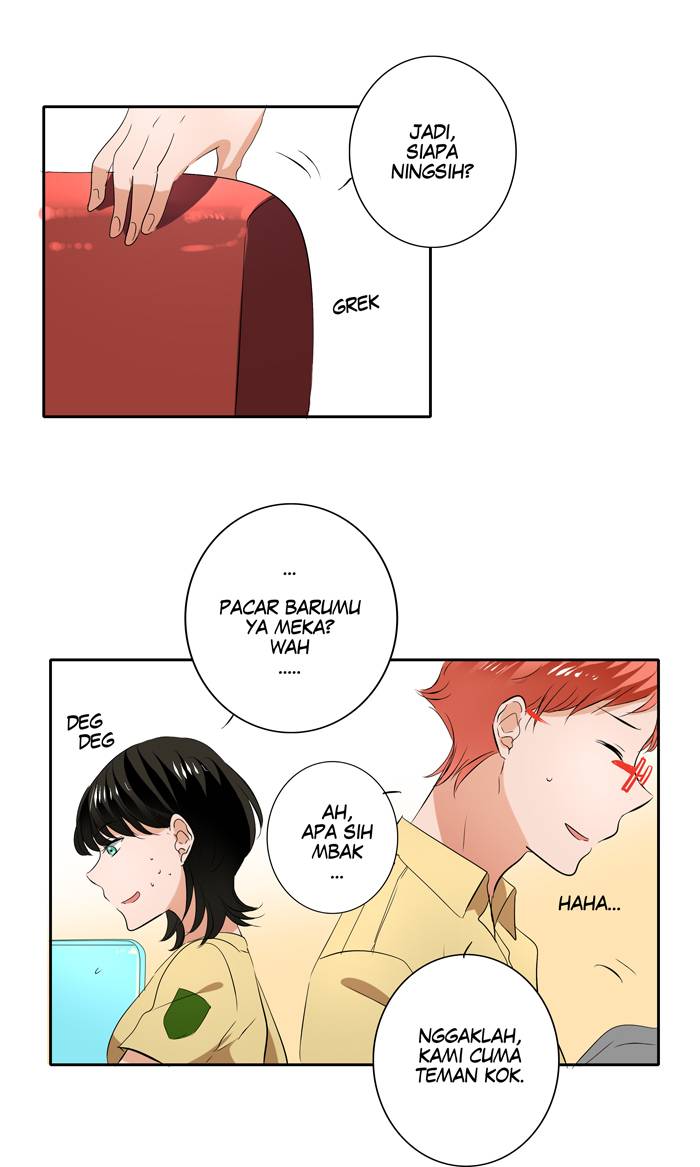 JADI,
SIAPA
NINGSIH?
GREK
...
PACAR BARUMU
YA MEKA?
WAH
.....
DEG
DEG
AH,
APA SIH
MBAK
...
HAHA...
NGGAKLAH,
KAMI CUMA
TEMAN KOK.